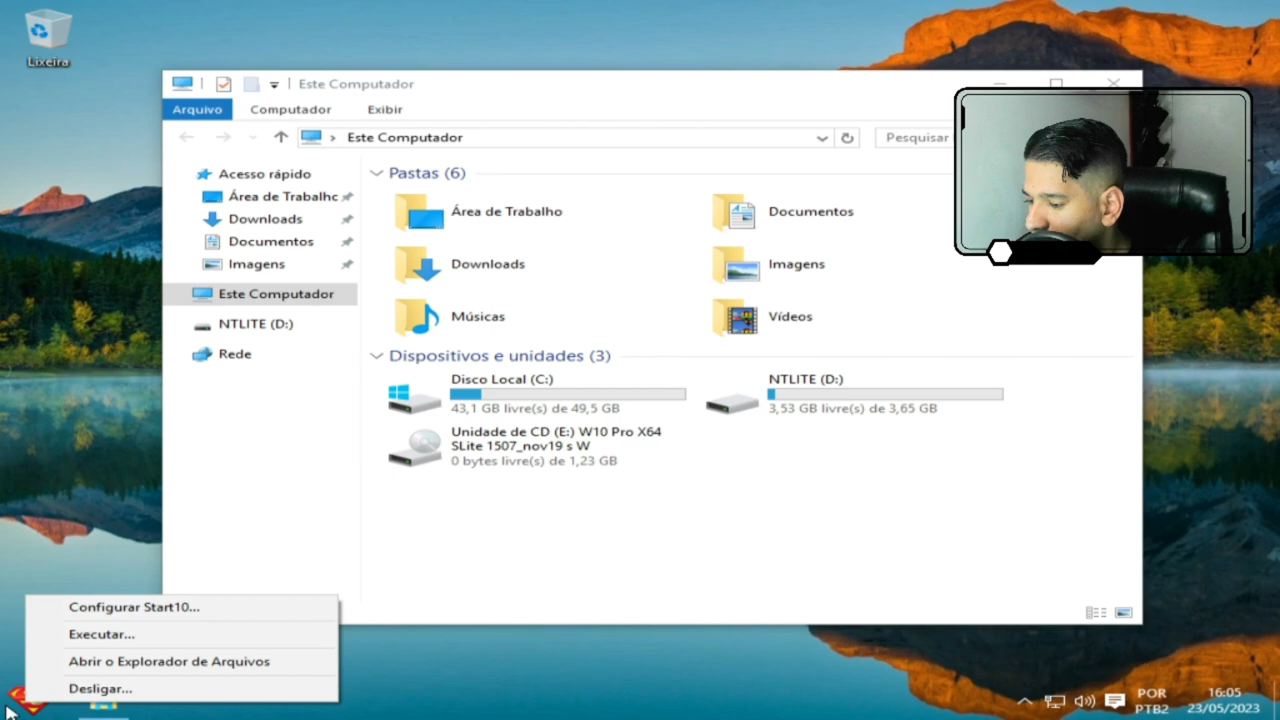 Lixeira
Este Computador
Arquivo
Computador
Exibir
Este Computador
Pesquisar
Acesso rápido
Área de Trabalhc
Downloads
Documentos
Imagens
Este Computador
NTLITE (D:)
Rede
Pastas (6)
Área de Trabalho
Documentos
Downloads
Imagens
Músicas
Vídeos
Dispositivos e unidades (3)
Disco Local (C:)
43,1 GB livre(s) de 49,5 GB
NTLITE (D:)
3,53 GB livre(s) de 3,65 GB
Unidade de CD (E:) W10 Pro X64
SLite 1507_nov19 s W
0 bytes livre(s) de 1,23 GB
Configurar Start10...
Executar...
Abrir o Explorador de Arquivos
Desligar...
POR
PTB2
16:05
23/05/2023